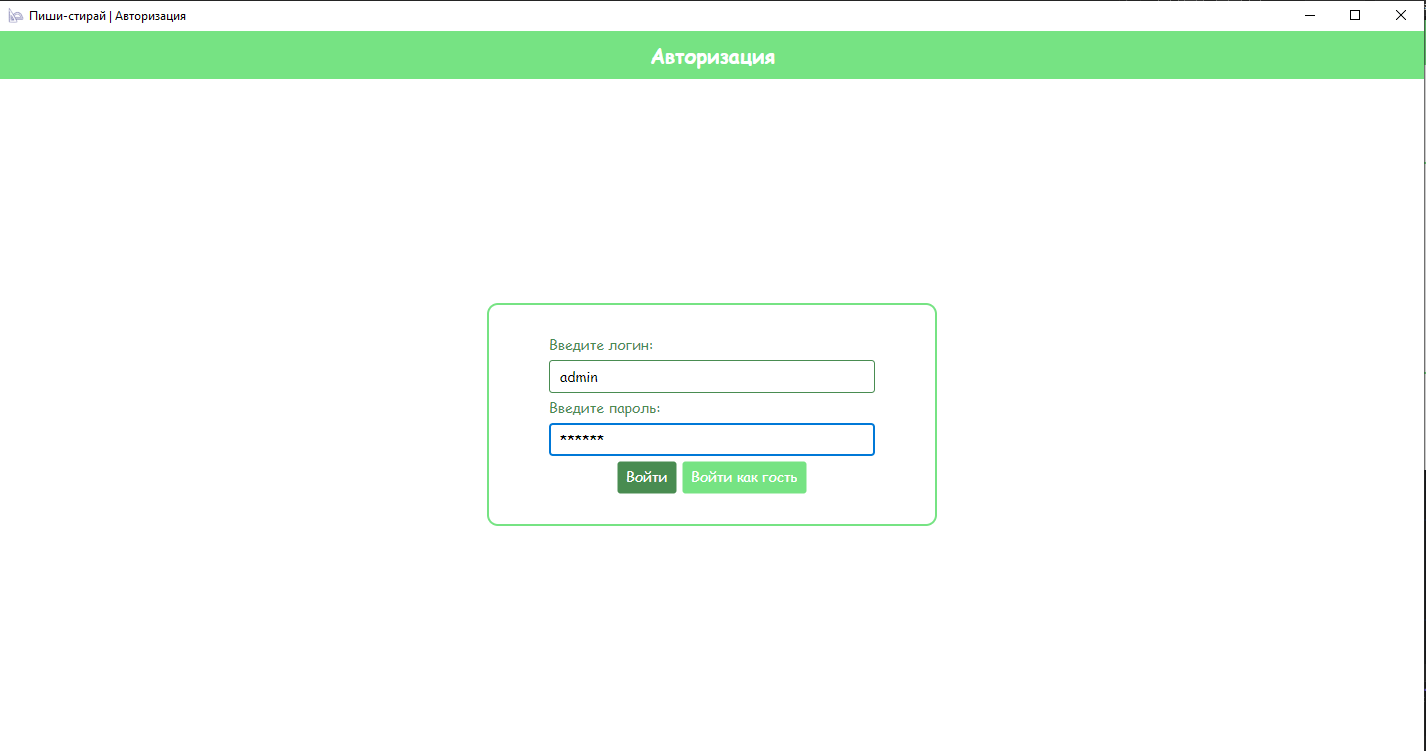 Пиши-стирай | Авторизация
Авторизация
Введите логин:
admin
Введите пароль:
******
Войти Войти как гость